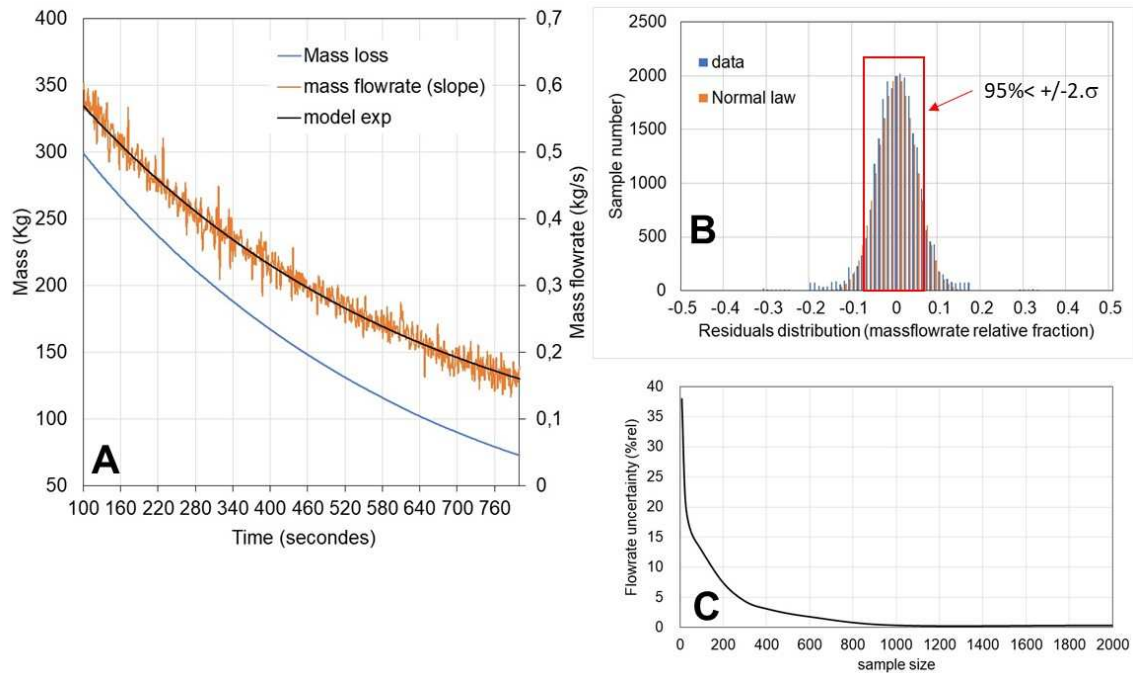 400
350
300
250
200
150
100
50
Mass (Kg)
0,7
0,6
0,5
0,4
0,3
0,2
0,1
0
Mass flowrate (kg/s)
Mass loss
mass flowrate (slope)
model exp
A
100 160 220 280 340 400 460 520 580 640 700 760
Time (secondes)
2500
2000
1500
1000
500
0
Sample number)
data
Normal law
95%< +/-2.σ
B
-0.5 -0.4 -0.3 -0.2 -0.1 0.0 0.1 0.2 0.3 0.4 0.5
Residuals distribution (massflowrate relative fraction)
40
35
30
25
20
15
10
5
0
Flowrate uncertainty (%rel)
C
0 200 400 600 800 1000 1200 1400 1600 1800 2000
sample size